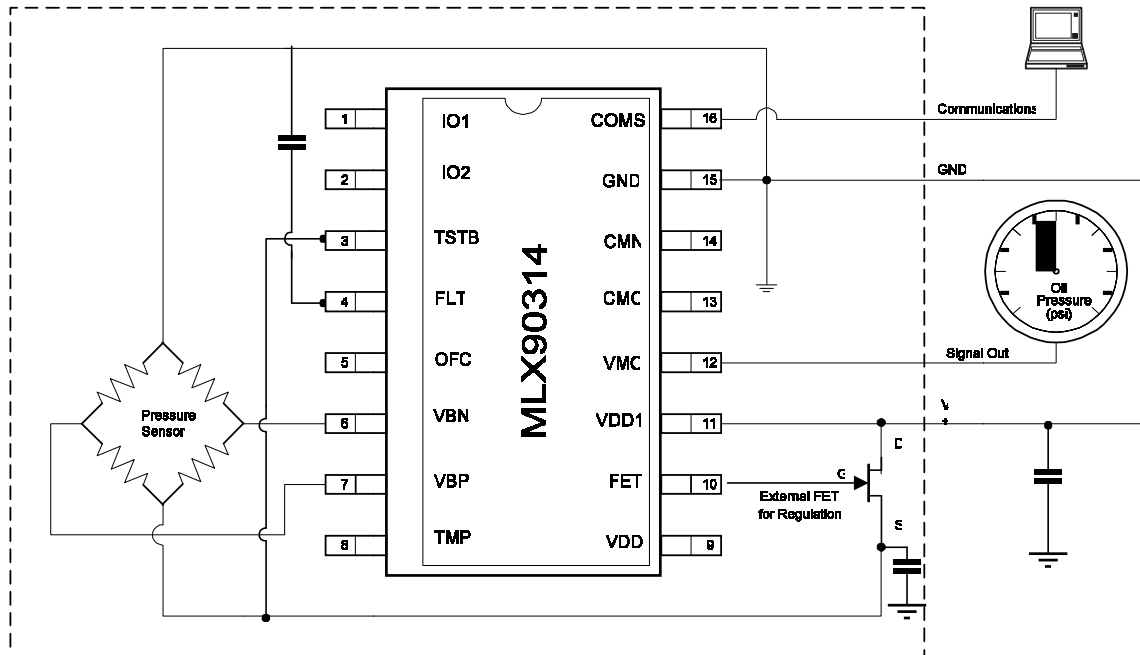 Communications
1
IO1
COMS
16
2
IO2
GND
15
GND
3
TSTB
CMN
14
4
FLT
CMC
13
Oil
Pressure
(psi)
5
OFC
VMC
12
Signal Out
Pressure
Sensor
6
VBN
VDD1
11
D
7
VBP
FET
10
G
External FET
for Regulation
S
8
TMP
VDD
9
MLX90314